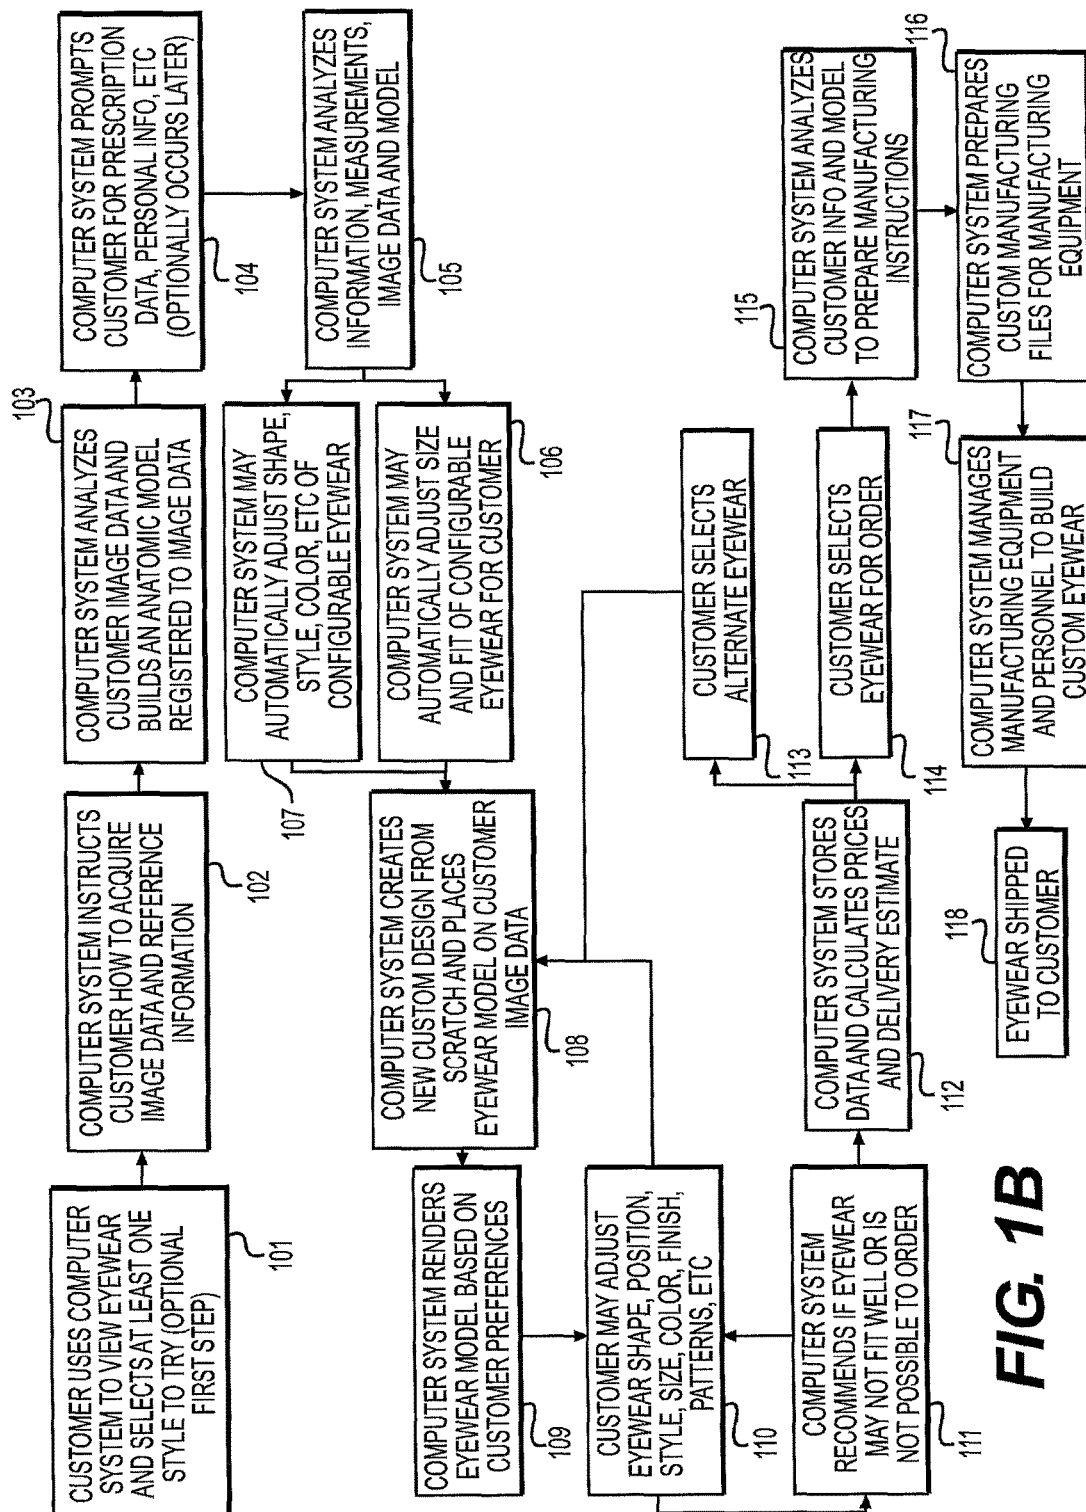 CUSTOMER USES COMPUTER
SYSTEM TO VIEW EYEWEAR
AND SELECTS AT LEAST ONE
STYLE TO TRY (OPTIONAL
FIRST STEP)
101
COMPUTER SYSTEM INSTRUCTS
CUSTOMER HOW TO ACQUIRE
IMAGE DATA AND REFERENCE
INFORMATION
102
103
COMPUTER SYSTEM ANALYZES
CUSTOMER IMAGE DATA AND
BUILDS AN ANATOMIC MODEL
REGISTERED TO IMAGE DATA
COMPUTER SYSTEM PROMPTS
CUSTOMER FOR PRESCRIPTION
DATA, PERSONAL INFO, ETC
(OPTIONALLY OCCURS LATER)
104
COMPUTER SYSTEM ANALYZES
INFORMATION, MEASUREMENTS,
IMAGE DATA AND MODEL
105
COMPUTER SYSTEM MAY
AUTOMATICALLY ADJUST SHAPE,
STYLE, COLOR, ETC OF
CONFIGURABLE EYEWEAR
107
COMPUTER SYSTEM MAY
AUTOMATICALLY ADJUST SIZE
AND FIT OF CONFIGURABLE
EYEWEAR FOR CUSTOMER
106
COMPUTER SYSTEM CREATES
NEW CUSTOM DESIGN FROM
SCRATCH AND PLACES
EYEWEAR MODEL ON CUSTOMER
IMAGE DATA
108
COMPUTER SYSTEM RENDERS
EYEWEAR MODEL BASED ON
CUSTOMER PREFERENCES
109
CUSTOMER MAY ADJUST
EYEWEAR SHAPE, POSITION,
STYLE, SIZE, COLOR, FINISH,
PATTERNS, ETC
110
COMPUTER SYSTEM
RECOMMENDS IF EYEWEAR
MAY NOT FIT WELL OR IS
NOT POSSIBLE TO ORDER
111
COMPUTER SYSTEM STORES
DATA AND CALCULATES PRICES
AND DELIVERY ESTIMATE
112
CUSTOMER SELECTS
ALTERNATE EYEWEAR
113
CUSTOMER SELECTS
EYEWEAR FOR ORDER
114
115
COMPUTER SYSTEM ANALYZES
CUSTOMER INFO AND MODEL
TO PREPARE MANUFACTURING
INSTRUCTIONS
116
COMPUTER SYSTEM PREPARES
CUSTOM MANUFACTURING
FILES FOR MANUFACTURING
EQUIPMENT
117
COMPUTER SYSTEM MANAGES
MANUFACTURING EQUIPMENT
AND PERSONNEL TO BUILD
CUSTOM EYEWEAR
118
EYEWEAR SHIPPED
TO CUSTOMER
FIG. 1B